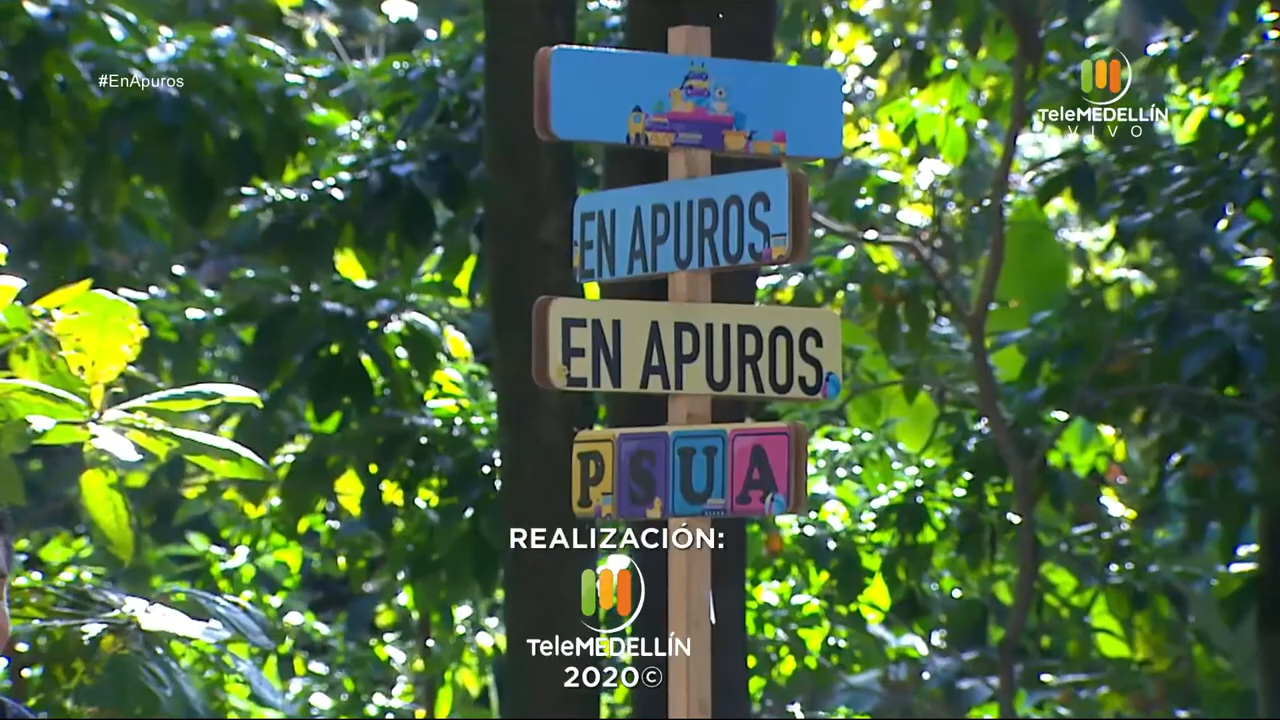 #EnApuros
TeleMEDELLÍN
VIVO
EN APUROS
EN APUROS
PSUA
REALIZACIÓN:
TeleMEDELLÍN
2020©